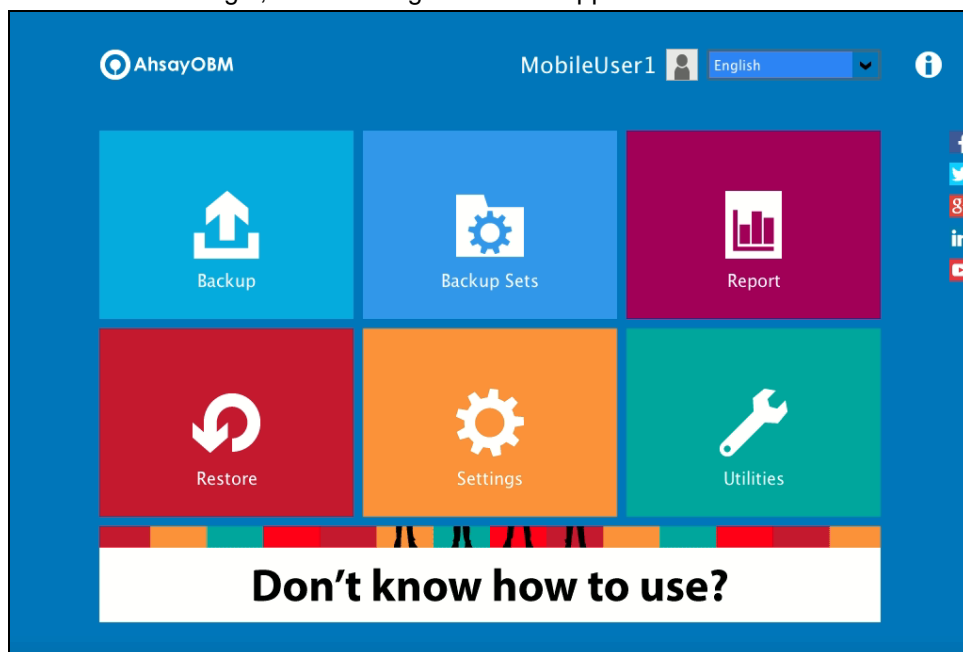 AhsayOBM
MobileUser1
English
Backup
Backup Sets
Report
Restore
Settings
Utilities
Don't know how to use?